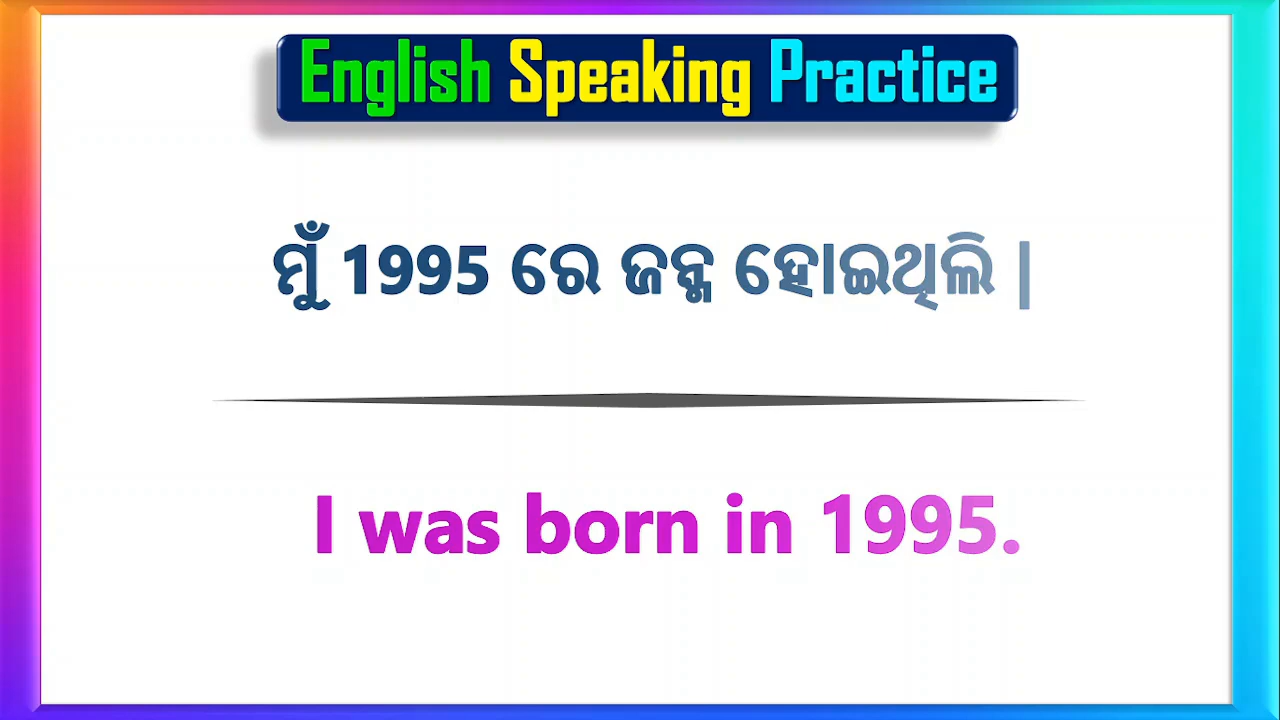 English Speaking Practice
ମୁଁ 1995 ରେ ଜନ୍ମ ହୋଇଥିଲି |
I was born in 1995.